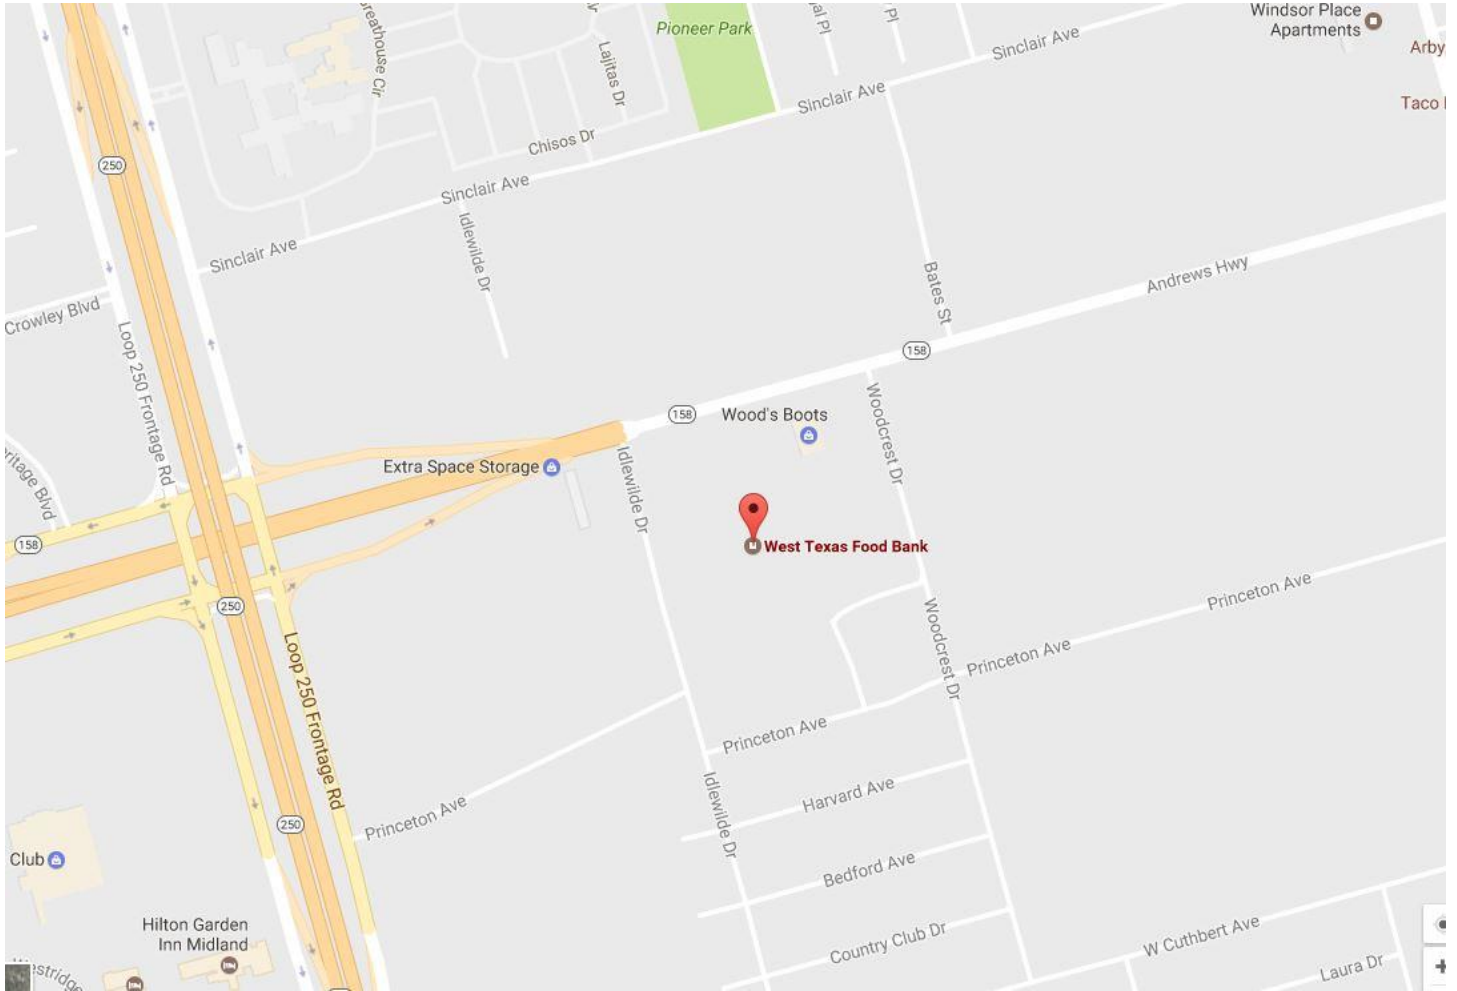 Pioneer Park
Windsor Place
Apartments
Sinclair Ave
Lajitas Dr
Sinclair Ave
Chisos Dr
250
Sinclair Ave
Idlewilde Dr
Sinclair Ave
Bates St
Andrews Hwy
Crowley Blvd
Loop 250 Frontage Rd
158
158
Wood's Boots
Woodcrest Dr
Extra Space Storage
Idlewilde Dr
158
West Texas Food Bank
250
Princeton Ave
Woodcrest Dr
Princeton Ave
Loop 250 Frontage Rd
Princeton Ave
Idlewilde Dr
Harvard Ave
Princeton Ave
250
Club
Bedford Ave
Hilton Garden
Inn Midland
Country Club Dr
W Cuthbert Ave
Laura Dr